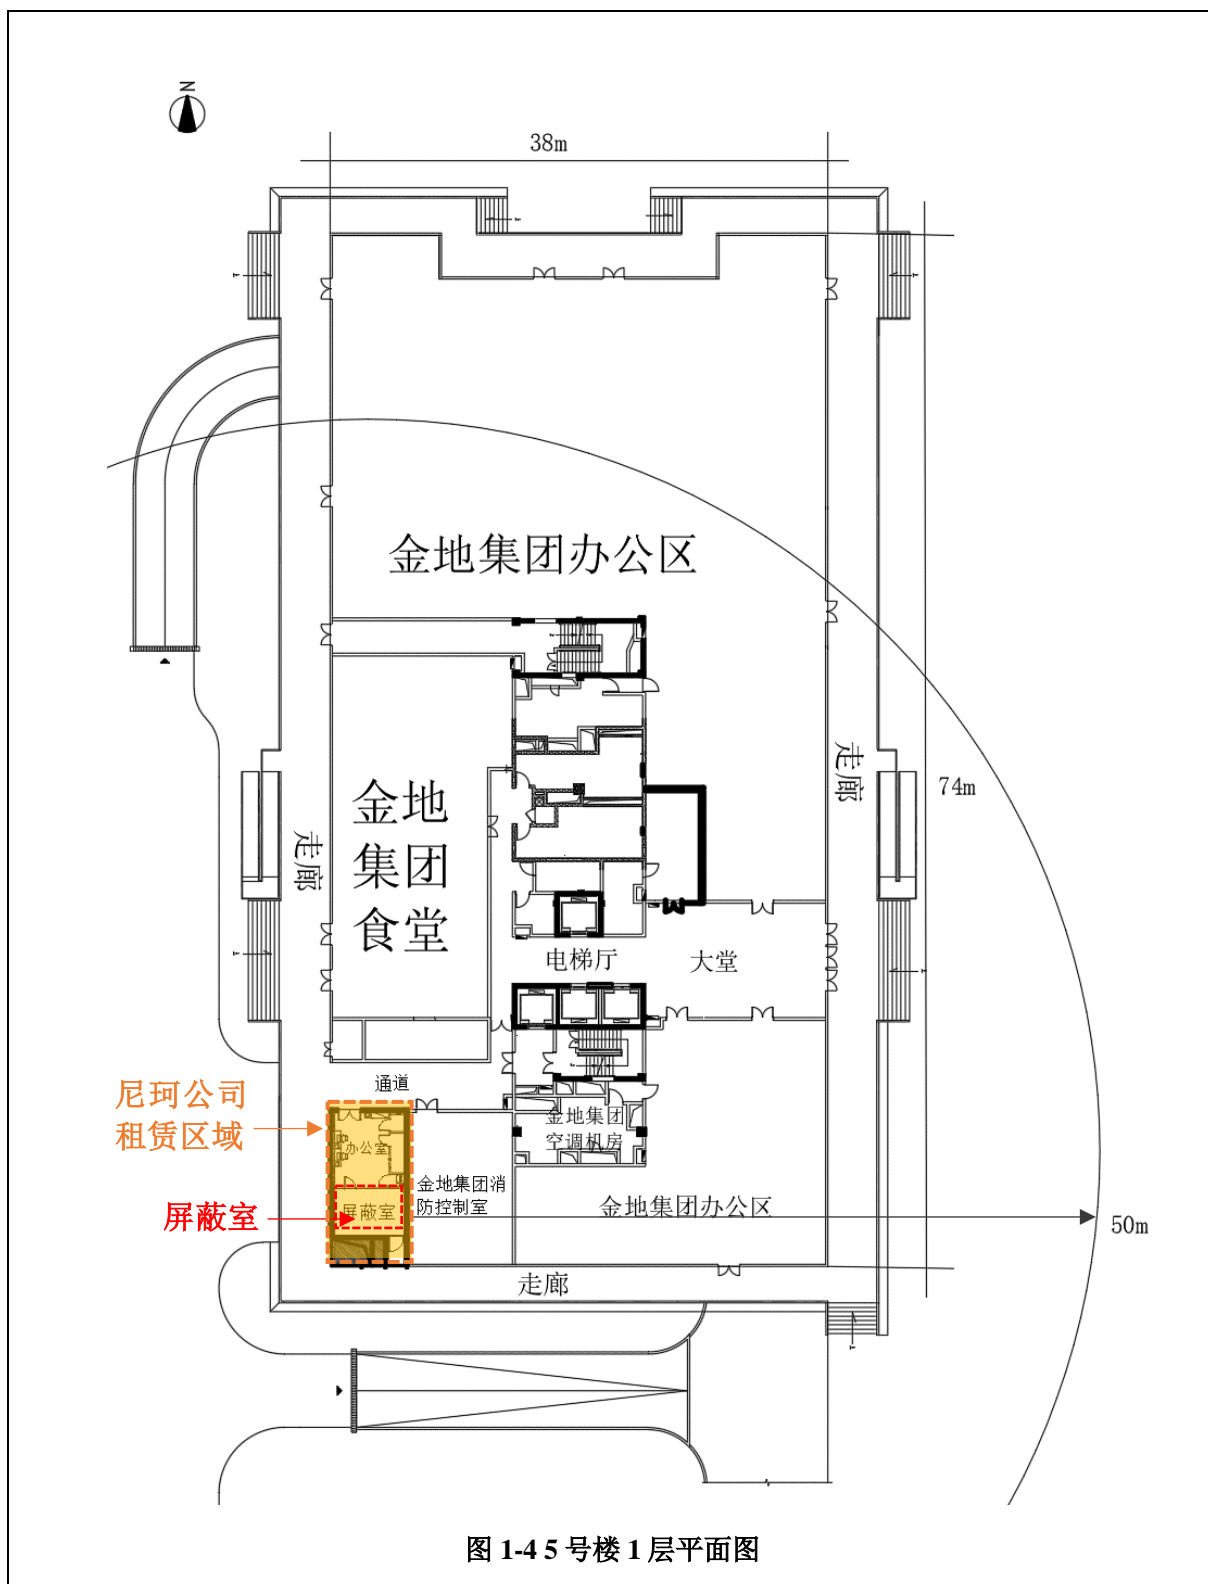 N
38m
金地集团办公区
走廊
74m
金地
集团
食堂
走廊
电梯厅
大堂
通道
尼珂公司
租赁区域
办公室
金地集团
空调机房
金地集团消
防控制室
屏蔽室
屏蔽室
金地集团办公区
50m
走廊
图 1-4 5 号楼 1 层平面图